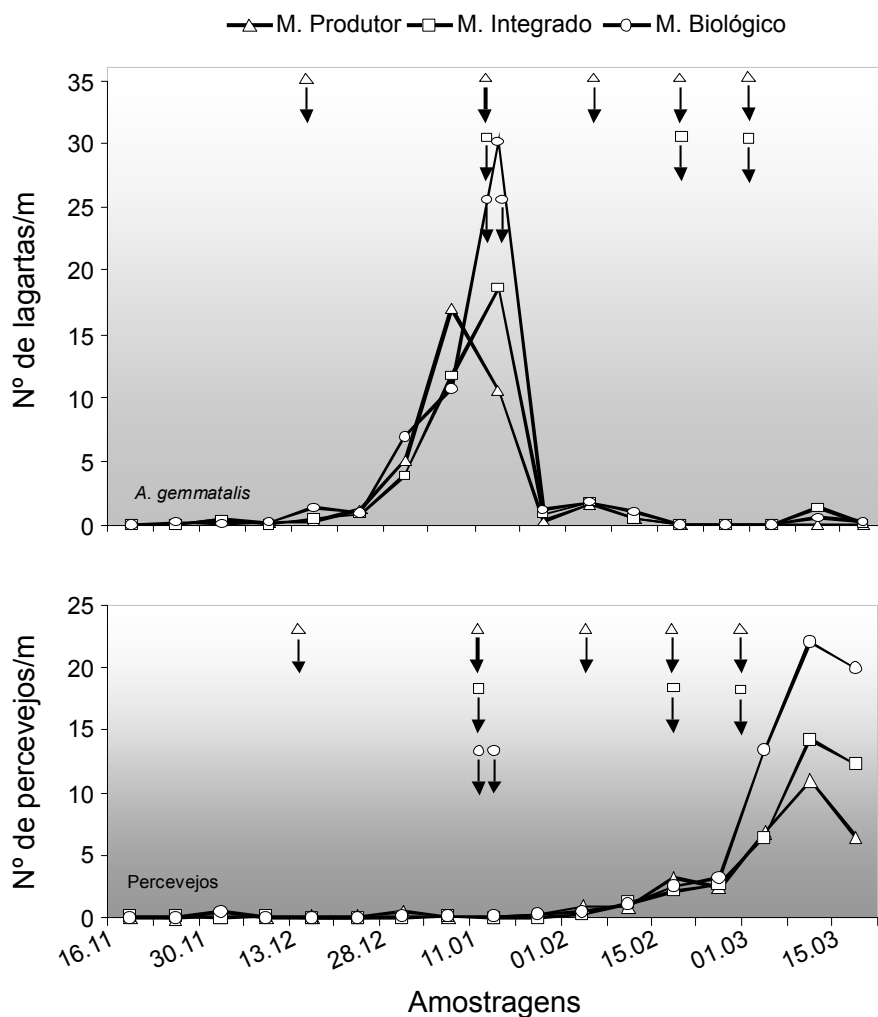 M. Produtor M. Integrado M. Biológico
35
30
25
20
15
10
5
0
Nº de lagartas/m
A. gemmatalis
25
20
15
10
5
0
Nº de percevejos/m
Percevejos
16.11 30.11 13.12 28.12 11.01 01.02 15.02 01.03 15.03
Amostragens